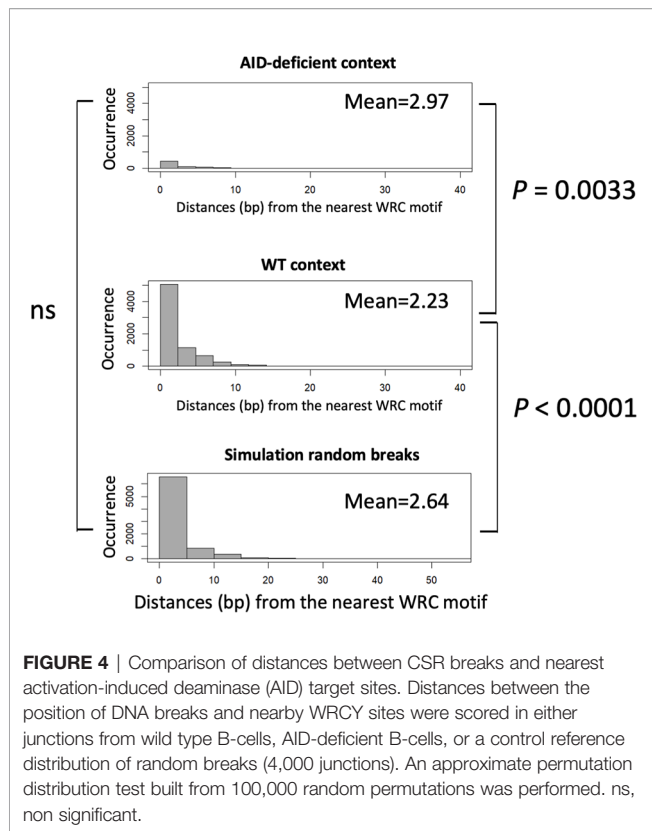 AID-deficient context
Mean=2.97
Occurrence
0 2000 4000
0 10 20 30 40
Distances (bp) from the nearest WRC motif
P = 0.0033
WT context
Mean=2.23
Occurrence
0 2000 4000
0 10 20 30 40
Distances (bp) from the nearest WRC motif
ns
P < 0.0001
Simulation random breaks
Mean=2.64
Occurrence
0 2000 5000
0 10 20 30 40 50
Distances (bp) from the nearest WRC motif
FIGURE 4 | Comparison of distances between CSR breaks and nearest
activation-induced deaminase (AID) target sites. Distances between the
position of DNA breaks and nearby WRCY sites were scored in either
junctions from wild type B-cells, AID-deficient B-cells, or a control reference
distribution of random breaks (4,000 junctions). An approximate permutation
distribution test built from 100,000 random permutations was performed. ns,
non significant.